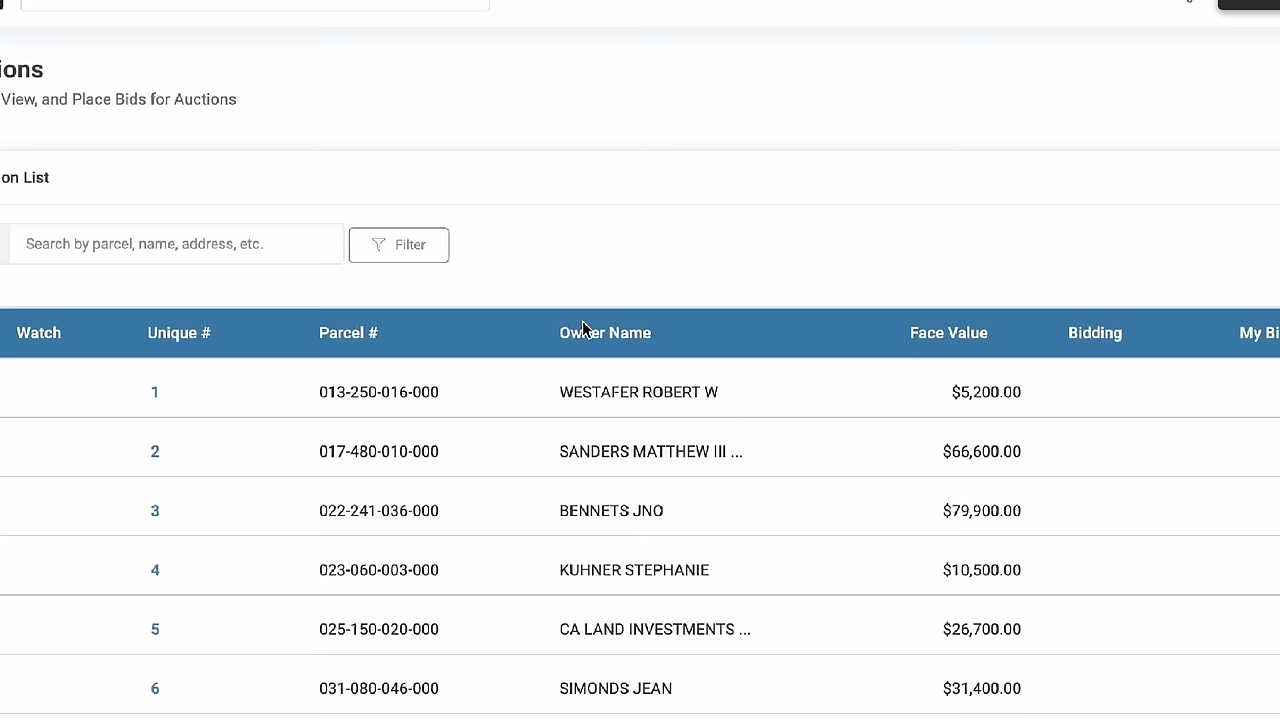 ions
View, and Place Bids for Auctions
on List
Search by parcel, name, address, etc. Filter
Watch Unique # Parcel # Owner Name Face Value Bidding My Bi
1 013-250-016-000 WESTAFER ROBERT W $5,200.00
2 017-480-010-000 SANDERS MATTHEW III ... $66,600.00
3 022-241-036-000 BENNETS JNO $79,900.00
4 023-060-003-000 KUHNER STEPHANIE $10,500.00
5 025-150-020-000 CA LAND INVESTMENTS ... $26,700.00
6 031-080-046-000 SIMONDS JEAN $31,400.00